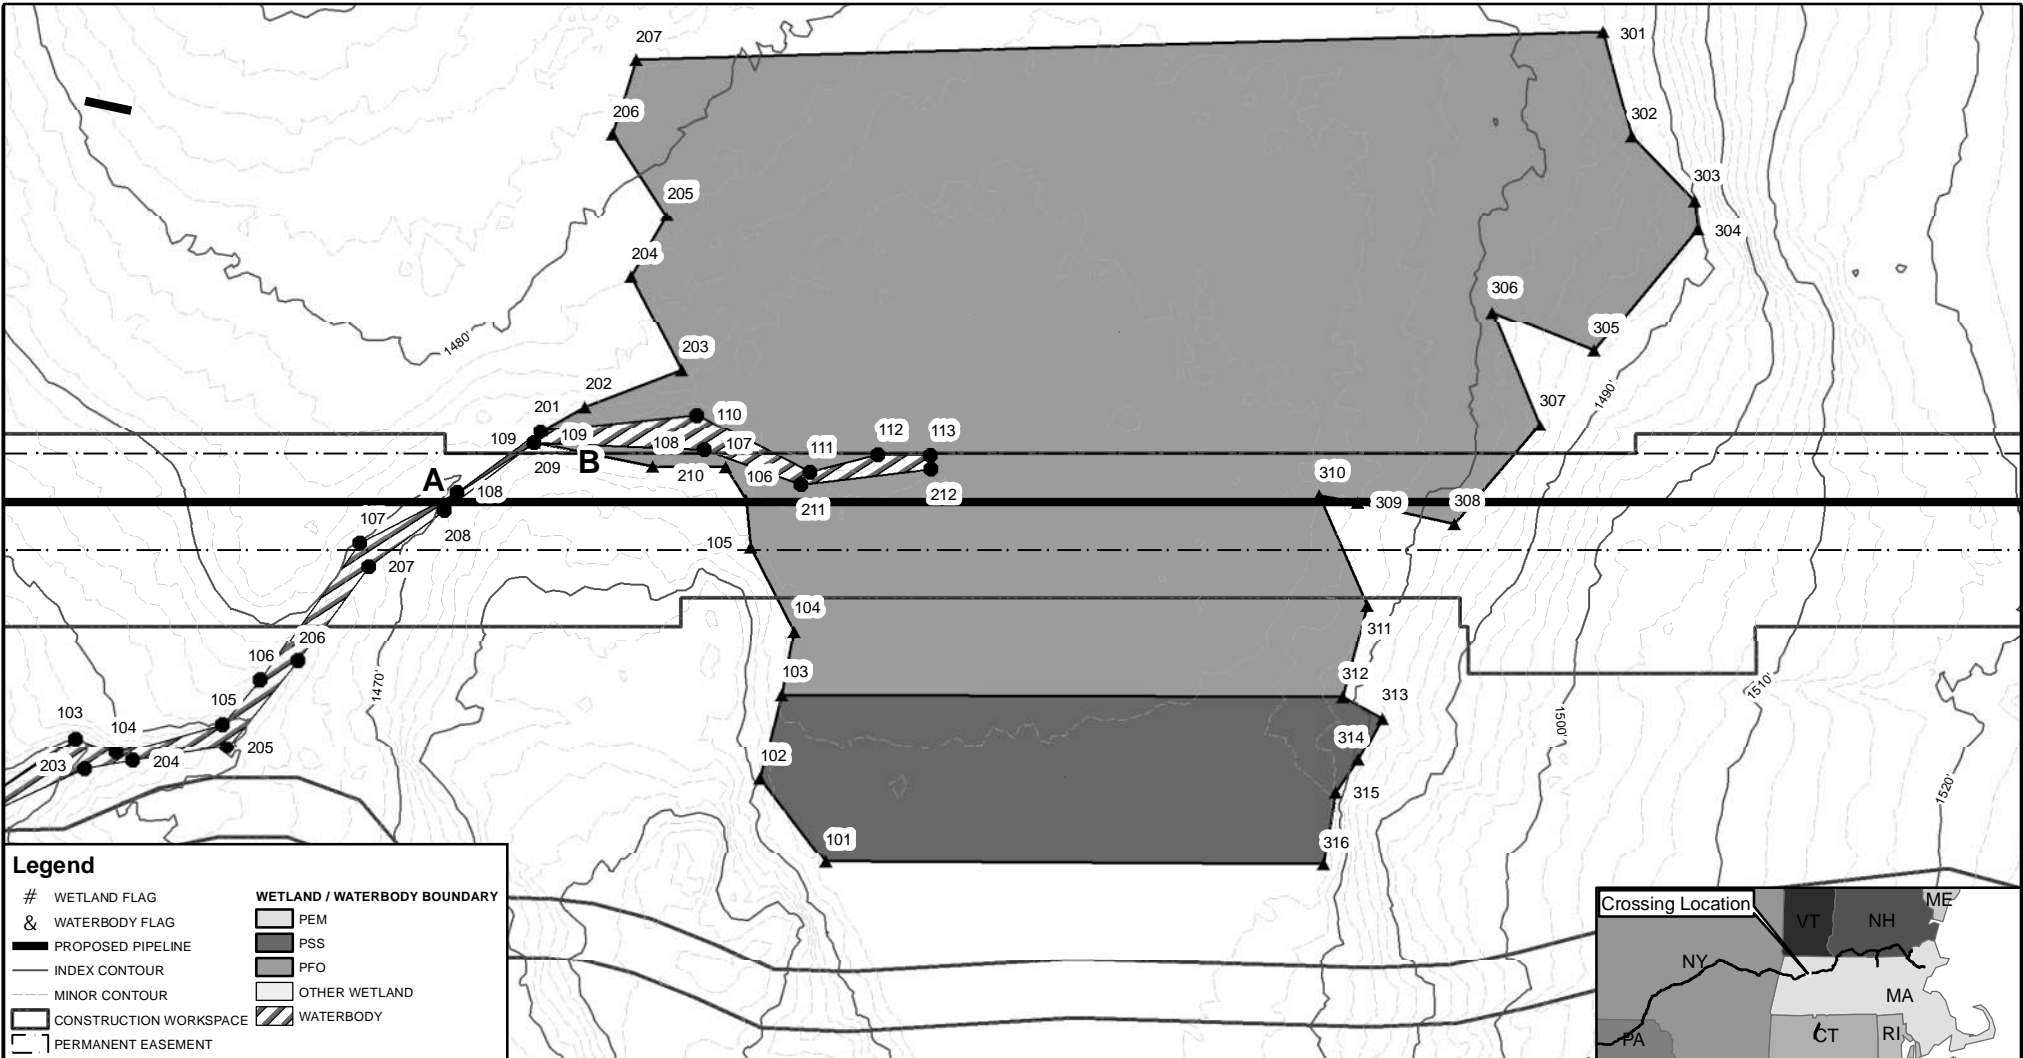 207
301
206
302
205
303
304
204
306
305
1480'
203
202
1490'
307
201
110
109
109
108
107
112
113
111
209
B
210
106
A
108
310
309
308
212
211
107
208
105
207
104
311
206
106
103
312
313
1470'
1510'
103
105
104
1500'
314
205
203
204
102
315
1520'
101
316
Legend
# WETLAND FLAG
& WATERBODY FLAG
PROPOSED PIPELINE
INDEX CONTOUR
MINOR CONTOUR
CONSTRUCTION WORKSPACE
PERMANENT EASEMENT
WETLAND / WATERBODY BOUNDARY
PEM
PSS
PFO
OTHER WETLAND
WATERBODY
Crossing Location
ME
VT
NH
NY
MA
CT
RI
PA